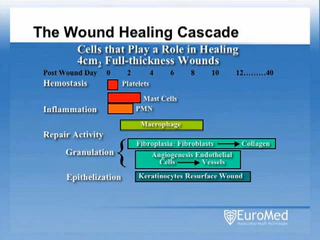 The Wound Healing Cascade
Cells that Play a Role in Healing
4cm2 Full-thickness Wounds
Post Wound Day 0 2 4 6 8 10 12.........40
Hemostasis Platelets
Mast Cells
Inflammation PMN
Macrophage
Repair Activity
Fibroplasia: Fibroblasts Collagen
Granulation
Angiogenesis Endothelial
Cells Vessels
Epithelization Keratinocytes Resurface Wound
EuroMed